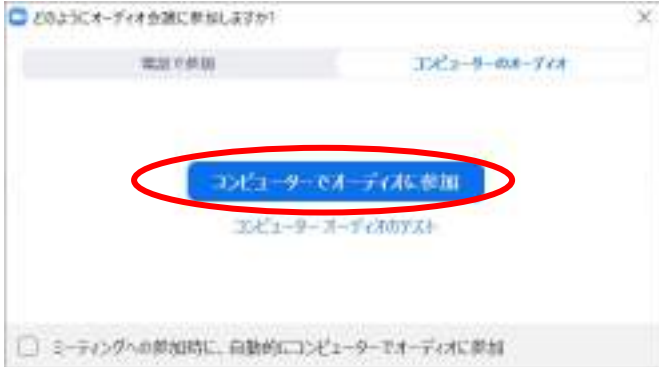 どのようにオーディオ会議に参加しますか?
電話で参加
コンピューターのオーディオ
コンピューターでオーディオに参加
コンピューター オーディオのテスト
ミーティングへの参加時に、自動的にコンピューターでオーディオに参加